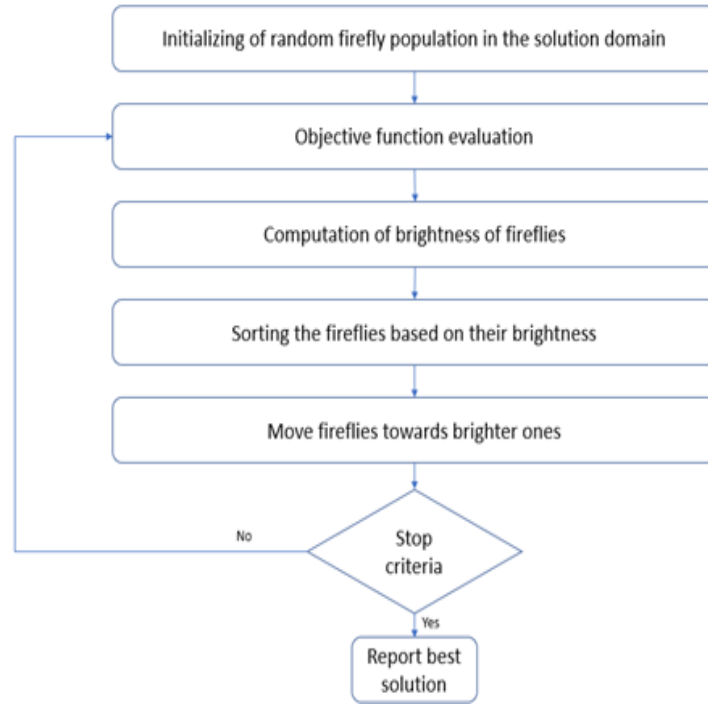 Initializing of random firefly population in the solution domain
Objective function evaluation
Computation of brightness of fireflies
Sorting the fireflies based on their brightness
Move fireflies towards brighter ones
No
Stop
criteria
Yes
Report best
solution